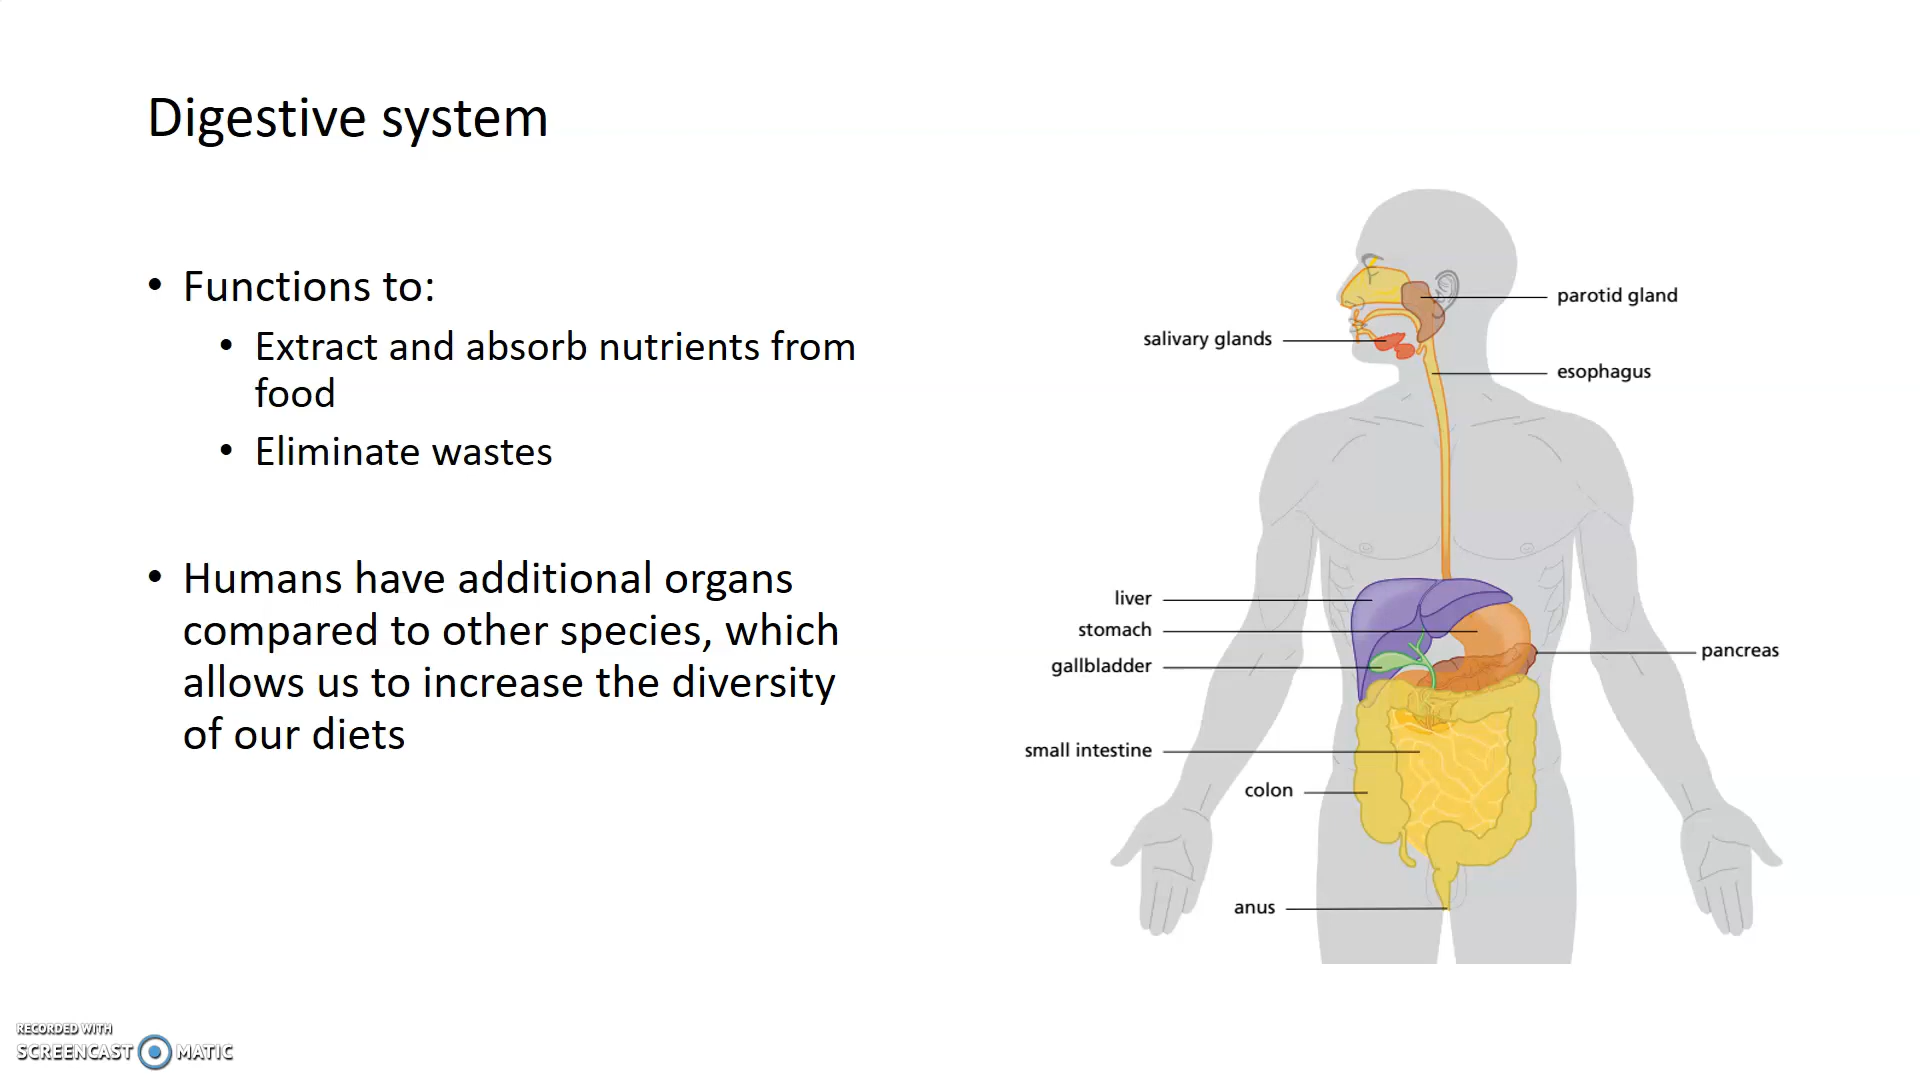 Digestive system
• Functions to:
• Extract and absorb nutrients from
food
• Eliminate wastes
• Humans have additional organs
compared to other species, which
allows us to increase the diversity
of our diets
parotid gland
salivary glands
esophagus
liver
stomach
gallbladder
pancreas
small intestine
colon
anus
RECORDED WITH
SCREENCAST MATIC